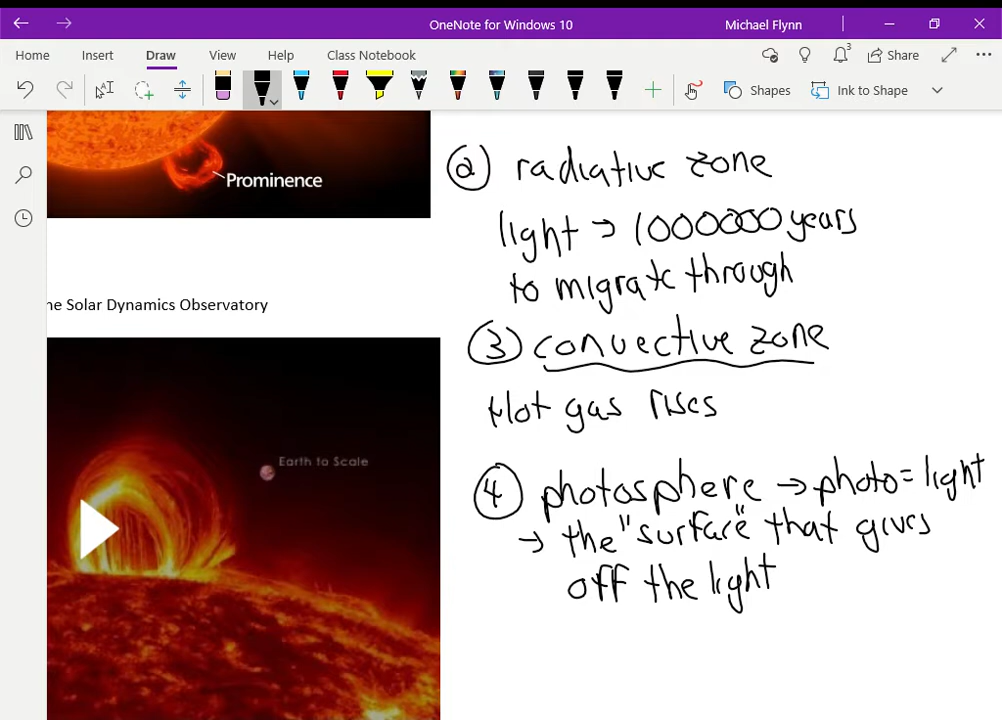 OneNote for Windows 10
Michael Flynn
Home Insert Draw View Help Class Notebook
3
Share
Shapes
Ink to Shape
Prominence
ne Solar Dynamics Observatory
Earth to Scale
② radiative zone
light → 1000000 years
to migrate through
③ convective zone
Hot gas rises
④ photosphere → photo = light
→ the "surface" that gives
off the light